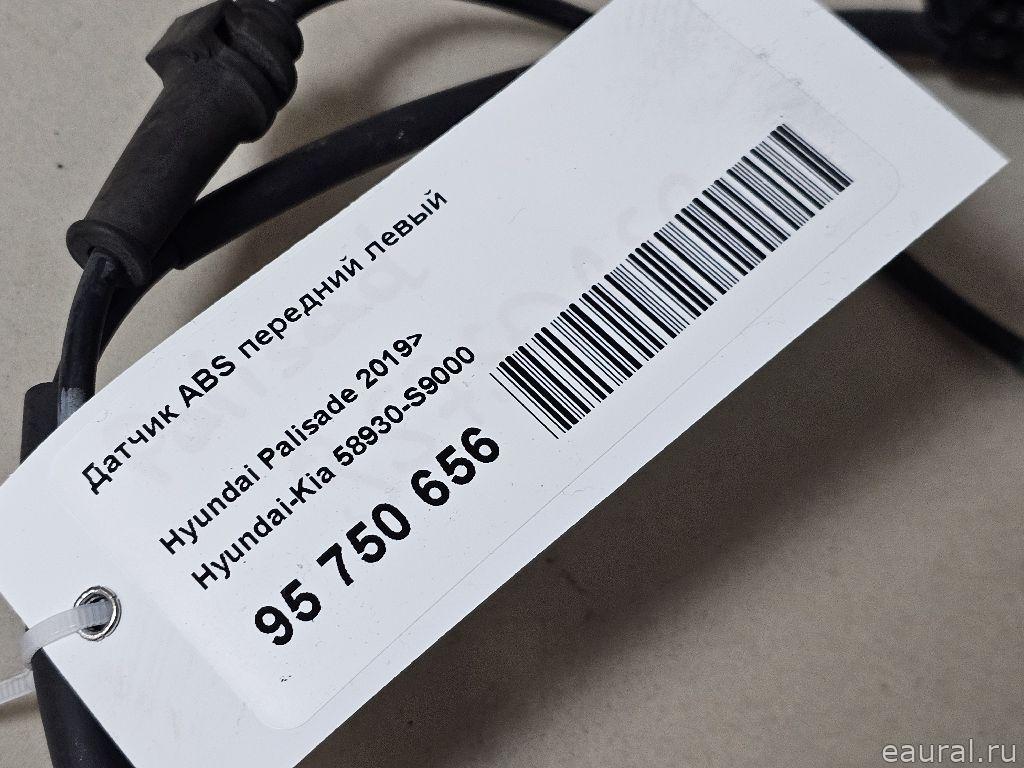 Датчик ABS передний левый
Hyundai Palisade 2019>
Hyundai-Kia 58930-S9000
95 750 656
eaural.ru